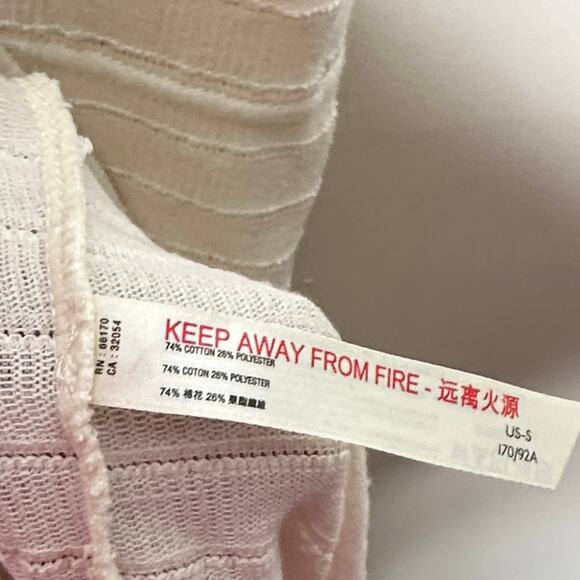 RN : 66170
CA : 32054
KEEP AWAY FROM FIRE - 远离火源
74% COTTON 26% POLYESTER
74% COTON 26% POLYESTER
74% 棉花 26% 聚酯纖維
US-S
170/92A